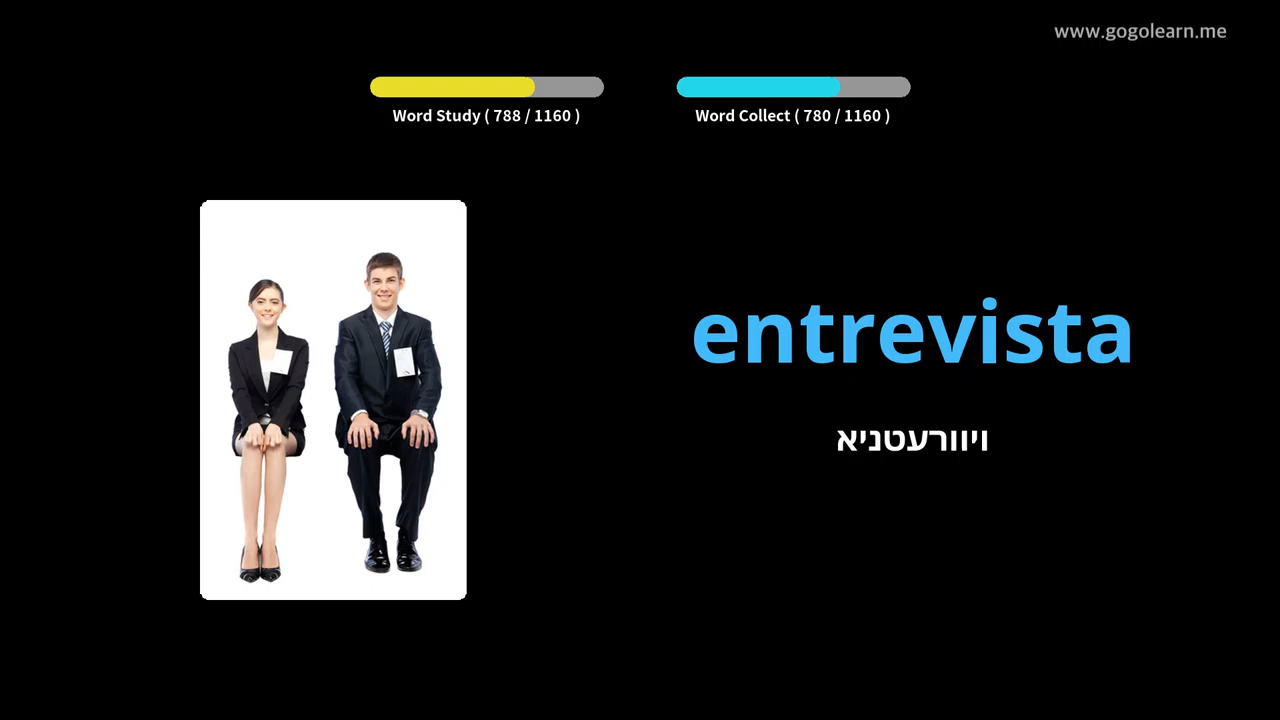 www.gogolearn.me
Word Study ( 788 / 1160 )
Word Collect ( 780 / 1160 )
entrevista
ויוורעטניא